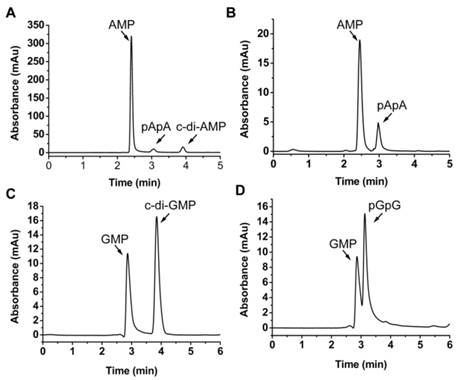 A
AMP
pApA
c-di-AMP
Absorbance (mAu)
350
300
250
200
150
100
50
0
0 1 2 3 4 5
Time (min)
B
AMP
pApA
Absorbance (mAu)
20
15
10
5
0
0 1 2 3 4 5
Time (min)
C
c-di-GMP
GMP
Absorbance (mAu)
18
16
14
12
10
8
6
4
2
0
0 1 2 3 4 5 6
Time (min)
D
pGpG
GMP
Absorbance (mAu)
16
14
12
10
8
6
4
2
0
0 1 2 3 4 5 6
Time (min)